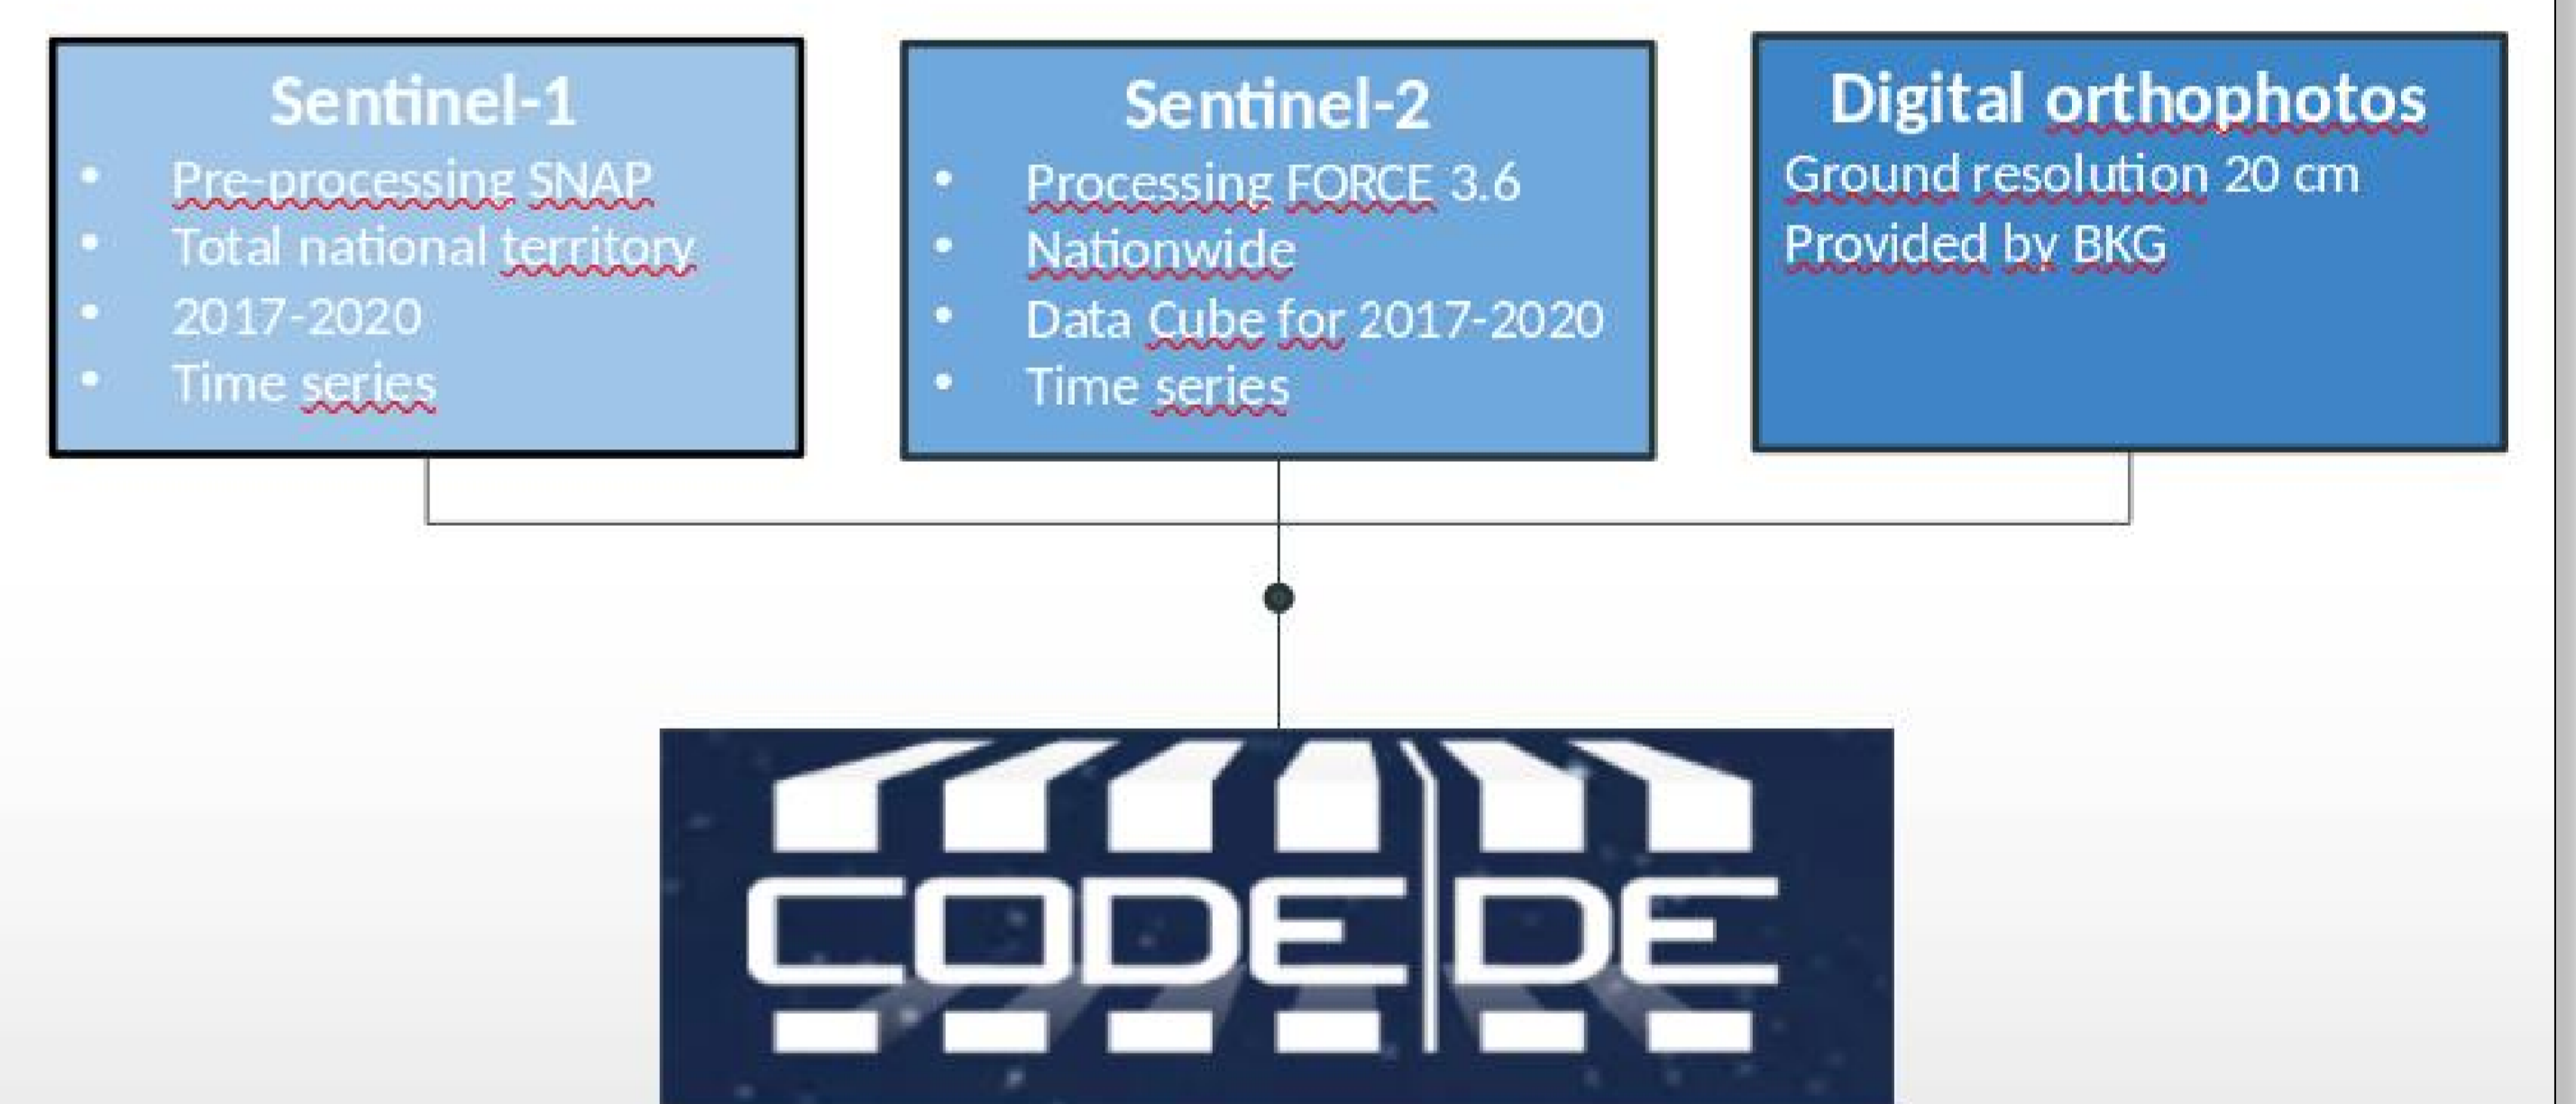 Sentinel-1
• Pre-processing SNAP
• Total national territory
• 2017-2020
• Time series
Sentinel-2
• Processing FORCE 3.6
• Nationwide
• Data Cube for 2017-2020
• Time series
Digital orthophotos
Ground resolution 20 cm
Provided by BKG
CODE|DE